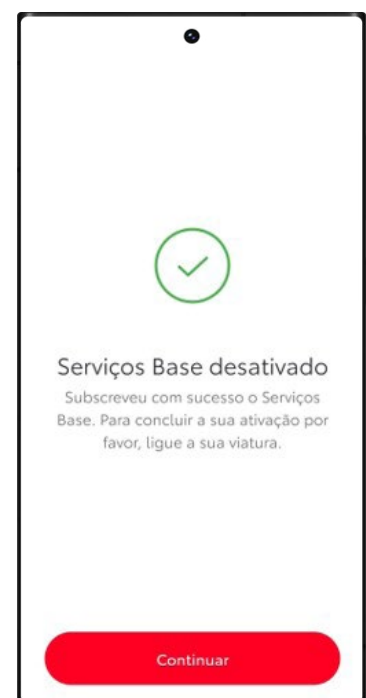 Serviços Base desativado
Subscreveu com sucesso o Serviços
Base. Para concluir a sua ativação por
favor, ligue a sua viatura.
Continuar